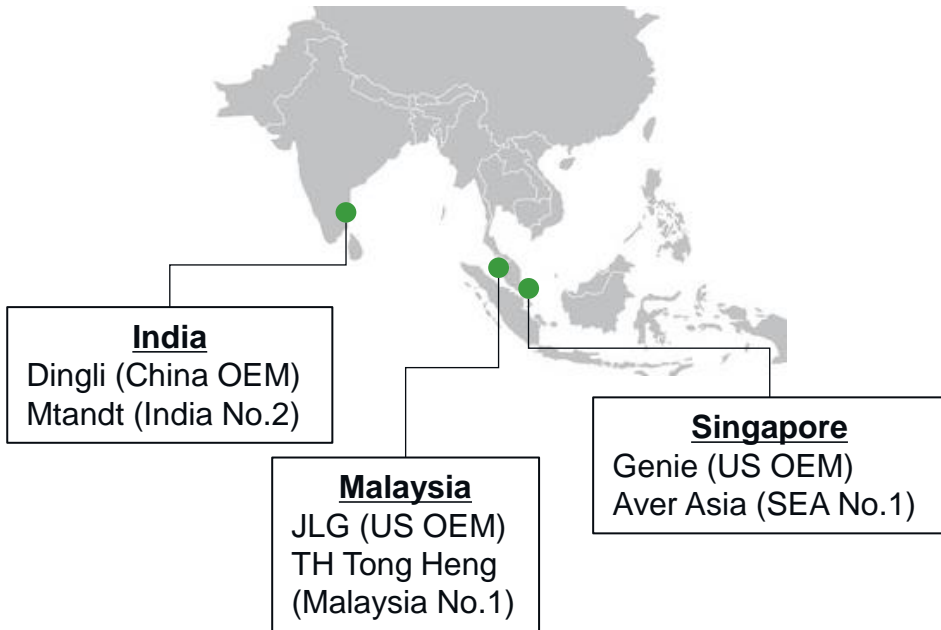 India
Dingli (China OEM)
Mtandt (India No.2)
Malaysia
JLG (US OEM)
TH Tong Heng
(Malaysia No.1)
Singapore
Genie (US OEM)
Aver Asia (SEA No.1)